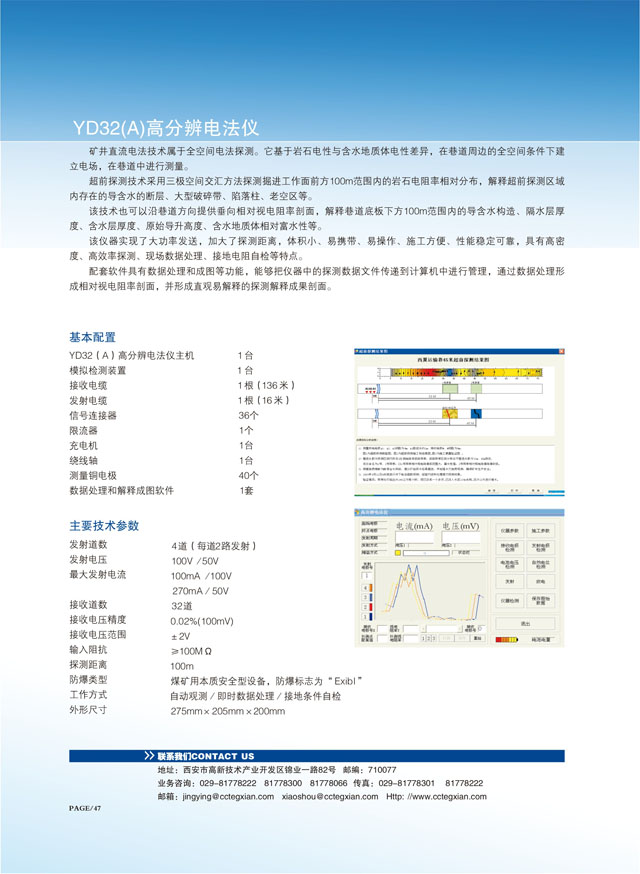 YD32(A)高分辨电法仪
矿井直流电法技术属于全空间电法探测。它基于岩石电性与含水地质体电性差异，在巷道周边的全空间条件下建
立电场，在巷道中进行测量。
超前探测技术采用三极空间交汇方法探测掘进工作面前方100m范围内的岩石电阻率相对分布，解释超前探测区域
内存在的导含水的断层、大型破碎带、陷落柱、老空区等。
该技术也可以沿巷道方向提供垂向相对视电阻率剖面，解释巷道底板下方100m范围内的导含水构造、隔水层厚
度、含水层厚度、原始导升高度、含水地质体相对富水性等。
该仪器实现了大功率发送，加大了探测距离，体积小、易携带、易操作、施工方便、性能稳定可靠，具有高密
度、高效率探测、现场数据处理、接地电阻自检等特点。
配套软件具有数据处理和成图等功能，能够把仪器中的探测数据文件传递到计算机中进行管理，通过数据处理形
成相对视电阻率剖面，并形成直观易解释的探测解释成果剖面。
基本配置
YD32（A）高分辨电法仪主机 1台
模拟检测装置 1台
接收电缆 1根（136米）
发射电缆 1根（16米）
信号连接器 36个
限流器 1个
充电机 1台
绕线轴 1台
测量铜电极 40个
数据处理和解释成图软件 1套
主要技术参数
发射道数 4道（每道2路发射）
发射电压 100V／50V
最大发射电流 100mA／100V
270mA／50V
接收道数 32道
接收电压精度 0.02%(100mV)
接收电压范围 ±2V
输入阻抗 ≥100MΩ
探测距离 100m
防爆类型 煤矿用本质安全型设备，防爆标志为“ExibI”
工作方式 自动观测／即时数据处理／接地条件自检
外形尺寸 275mm×205mm×200mm
电流(mA) 电压(mV)
仪器参数 施工参数
仪器检测
退出
电池电量
联系我们CONTACT US
地址：西安市高新技术产业开发区锦业一路82号 邮编：710077
业务咨询：029-81778222 81778300 81778066 传真：029-81778301 81778222
邮箱：jingying@cctegxian.com xiaoshou@cctegxian.com Http: //www.cctegxian.com
PAGE/47